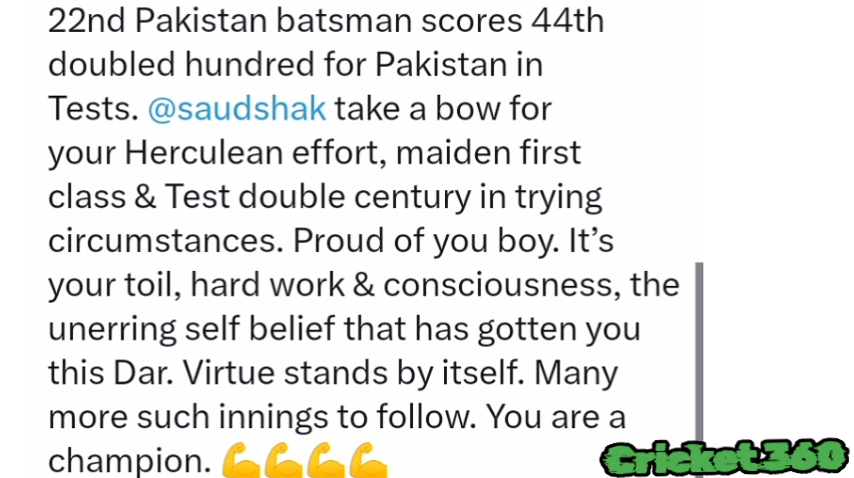 22nd Pakistan batsman scores 44th
doubled hundred for Pakistan in
Tests. @saudshak take a bow for
your Herculean effort, maiden first
class & Test double century in trying
circumstances. Proud of you boy. It’s
your toil, hard work & consciousness, the
unerring self belief that has gotten you
this Dar. Virtue stands by itself. Many
more such innings to follow. You are a
champion. 💪💪💪💪
Cricket360